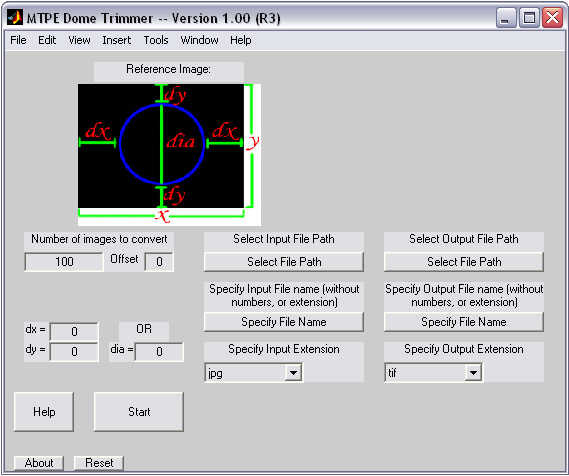 MTPE Dome Trimmer -- Version 1.00 (R3)
File Edit View Insert Tools Window Help
Reference Image:
dy
dx
dia
dx
y
dy
x
Number of images to convert
100 Offset 0
Select Input File Path
Select File Path
Select Output File Path
Select File Path
Specify Input File name (without
numbers, or extension)
Specify File Name
Specify Output File name (without
numbers, or extension)
Specify File Name
dx = 0 OR
dy = 0 dia = 0
Specify Input Extension
jpg
Specify Output Extension
tif
Help Start
About Reset